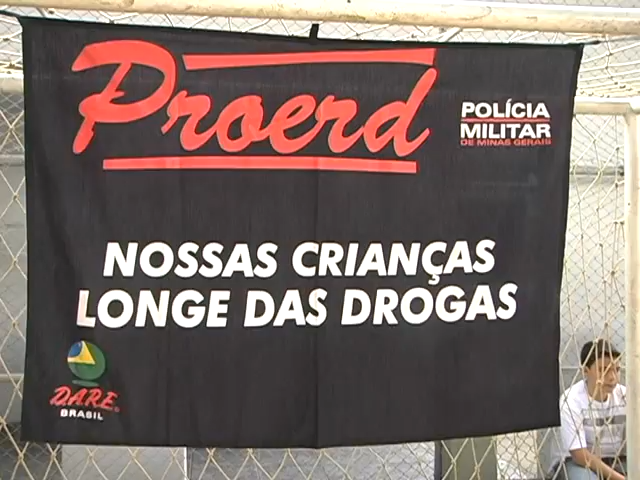 Proerd
POLÍCIA
MILITAR
DE MINAS GERAIS
NOSSAS CRIANÇAS
LONGE DAS DROGAS
D.A.R.E.
BRASIL